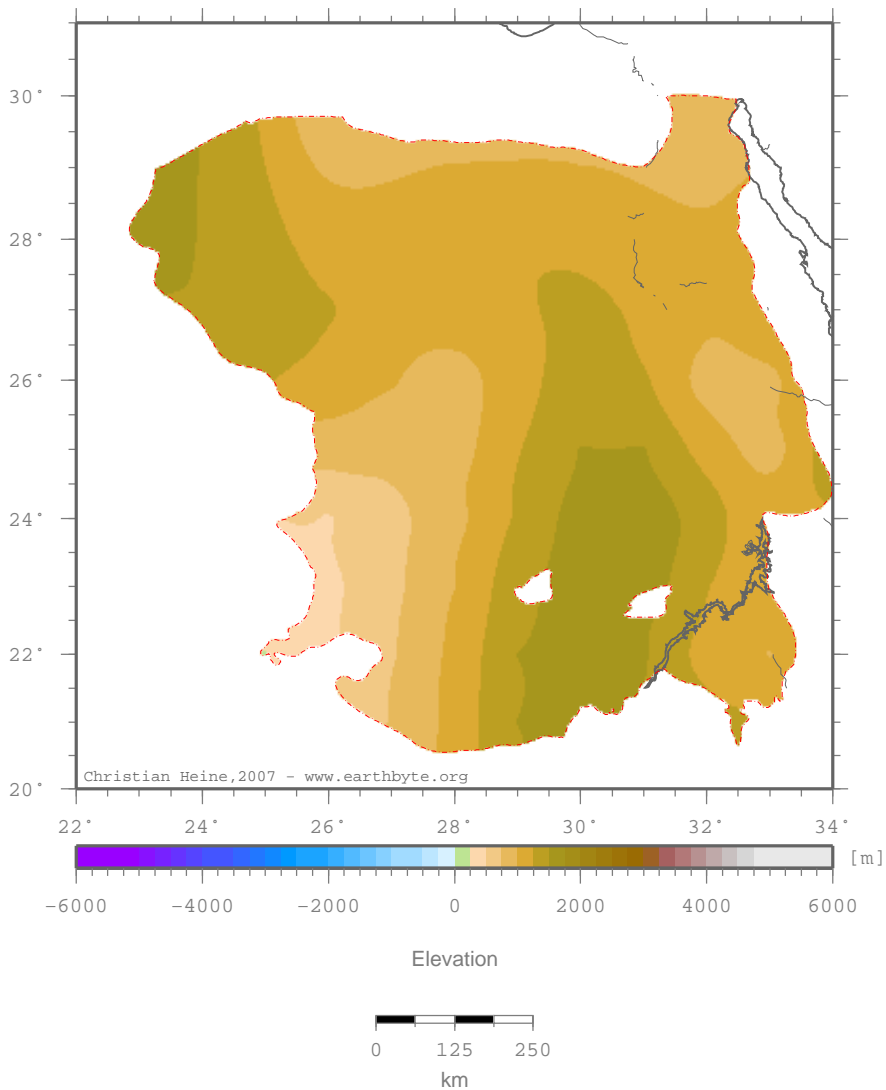 30°
28°
26°
24°
22°
20°
Christian Heine,2007 - www.earthbyte.org
22° 24° 26° 28° 30° 32° 34°
[m]
-6000 -4000 -2000 0 2000 4000 6000
Elevation
0 125 250
km